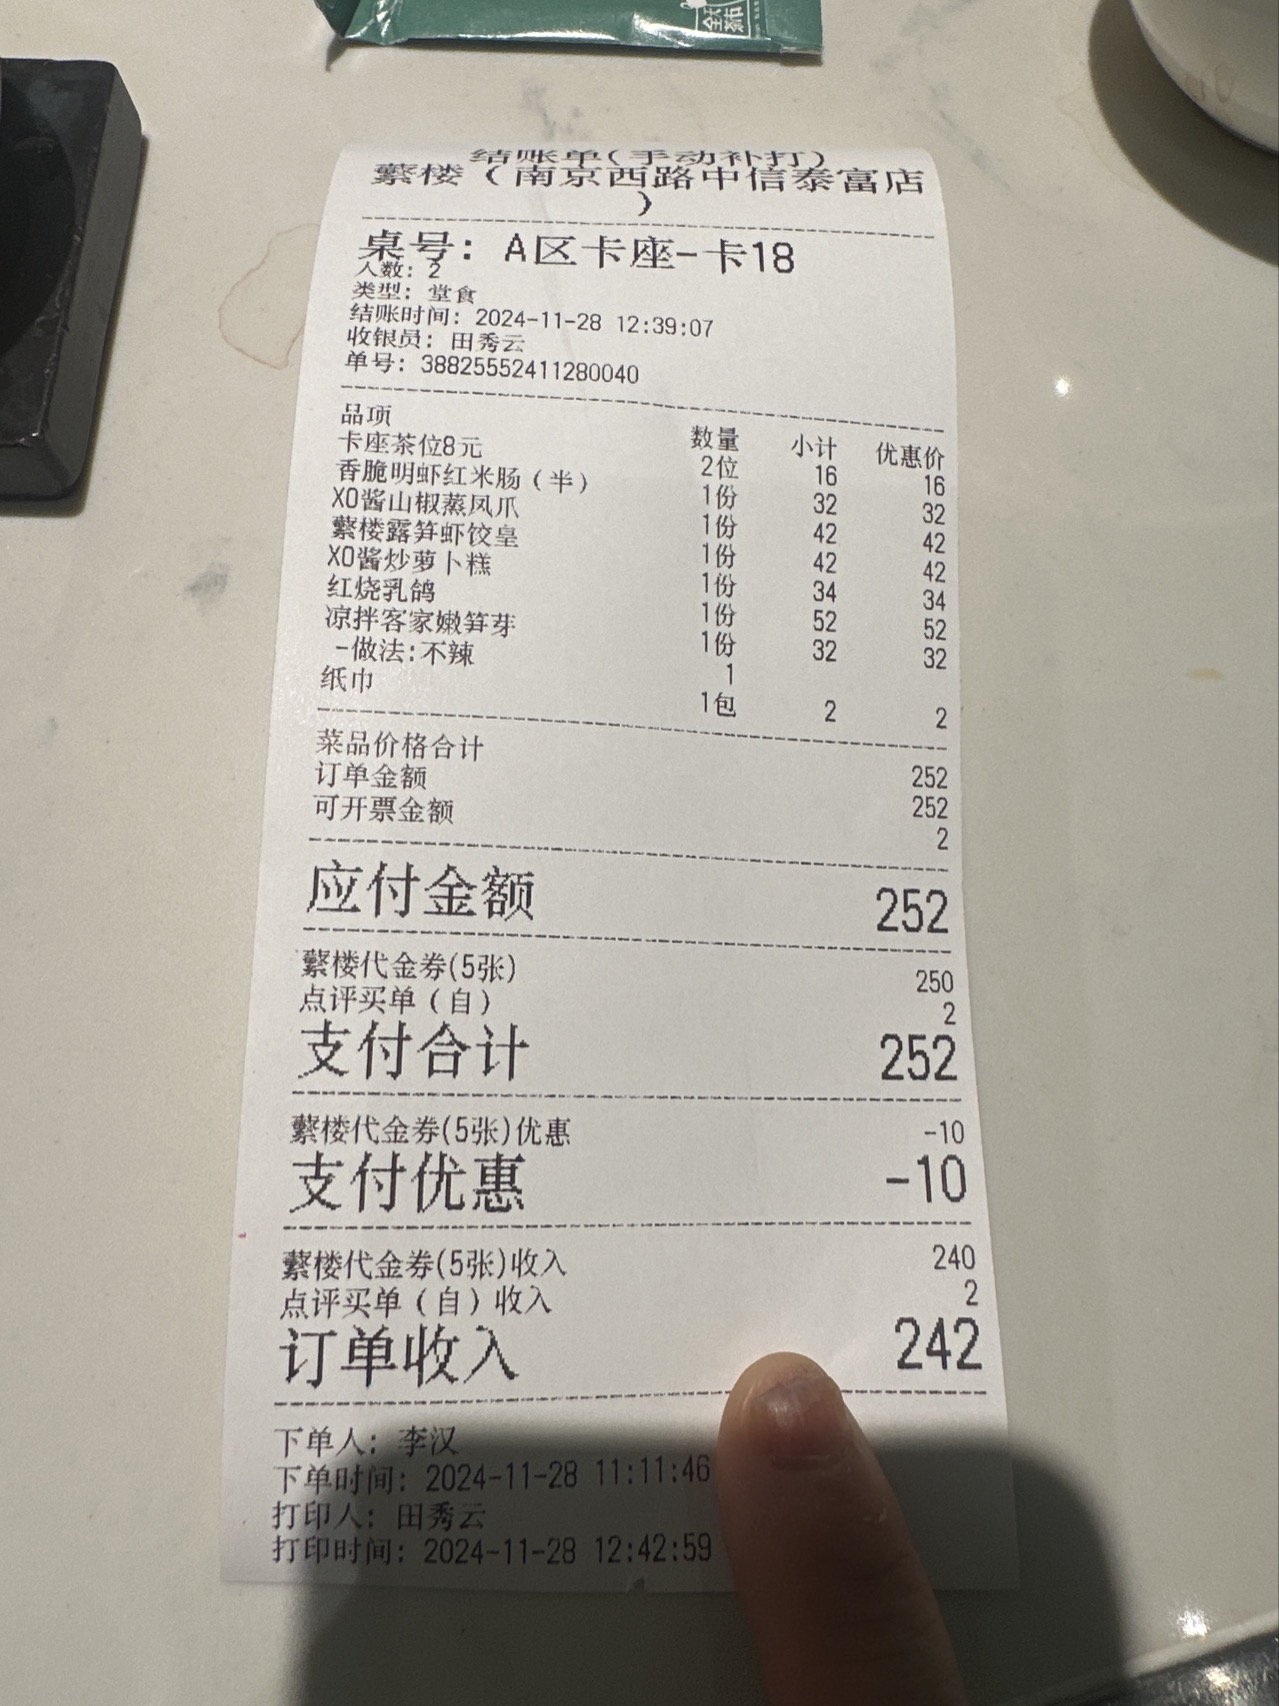 全天
茶市
结账单(手动补打)
蘩楼(南京西路中信泰富店
)
桌号: A区卡座-卡18
人数: 2
类型: 堂食
结账时间: 2024-11-28 12:39:07
收银员: 田秀云
单号: 38825552411280040
品项 数量 小计 优惠价
卡座茶位8元 2位 16 16
香脆明虾红米肠(半) 1份 32 32
XO酱山椒蒸凤爪 1份 42 42
蘩楼露笋虾饺皇 1份 42 42
XO酱炒萝卜糕 1份 34 34
红烧乳鸽 1份 52 52
凉拌客家嫩笋芽 1份 32 32
-做法:不辣 1
纸巾 1包 2 2
菜品价格合计 252
订单金额 252
可开票金额 2
应付金额 252
蘩楼代金券(5张) 250
点评买单(自) 2
支付合计 252
蘩楼代金券(5张)优惠 -10
支付优惠 -10
蘩楼代金券(5张)收入 240
点评买单(自)收入 2
订单收入 242
下单人: 李汉
下单时间: 2024-11-28 11:11:46
打印人: 田秀云
打印时间: 2024-11-28 12:42:59